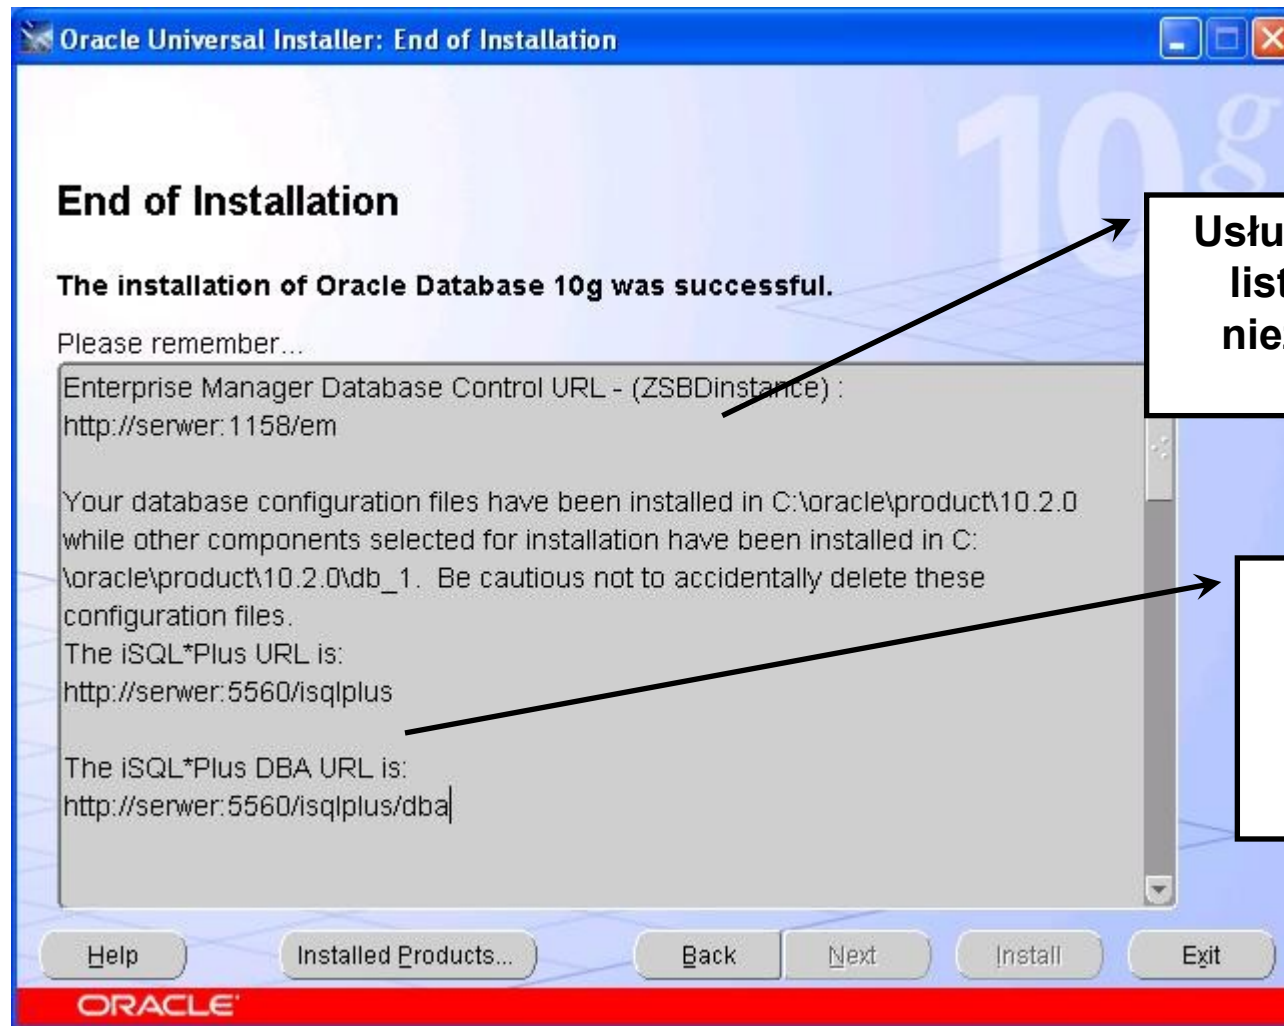 Oracle Universal Installer: End of Installation
10g
End of Installation
The installation of Oracle Database 10g was successful.
Please remember...
Enterprise Manager Database Control URL - (ZSBDinstance) :
http://serwer:1158/em
Your database configuration files have been installed in C:\oracle\product\10.2.0
while other components selected for installation have been installed in C:
\oracle\product\10.2.0\db_1. Be cautious not to accidentally delete these
configuration files.
The iSQL*Plus URL is:
http://serwer:5560/isqlplus
The iSQL*Plus DBA URL is:
http://serwer:5560/isqlplus/dba
Help
Installed Products...
Back
Next
Install
Exit
ORACLE